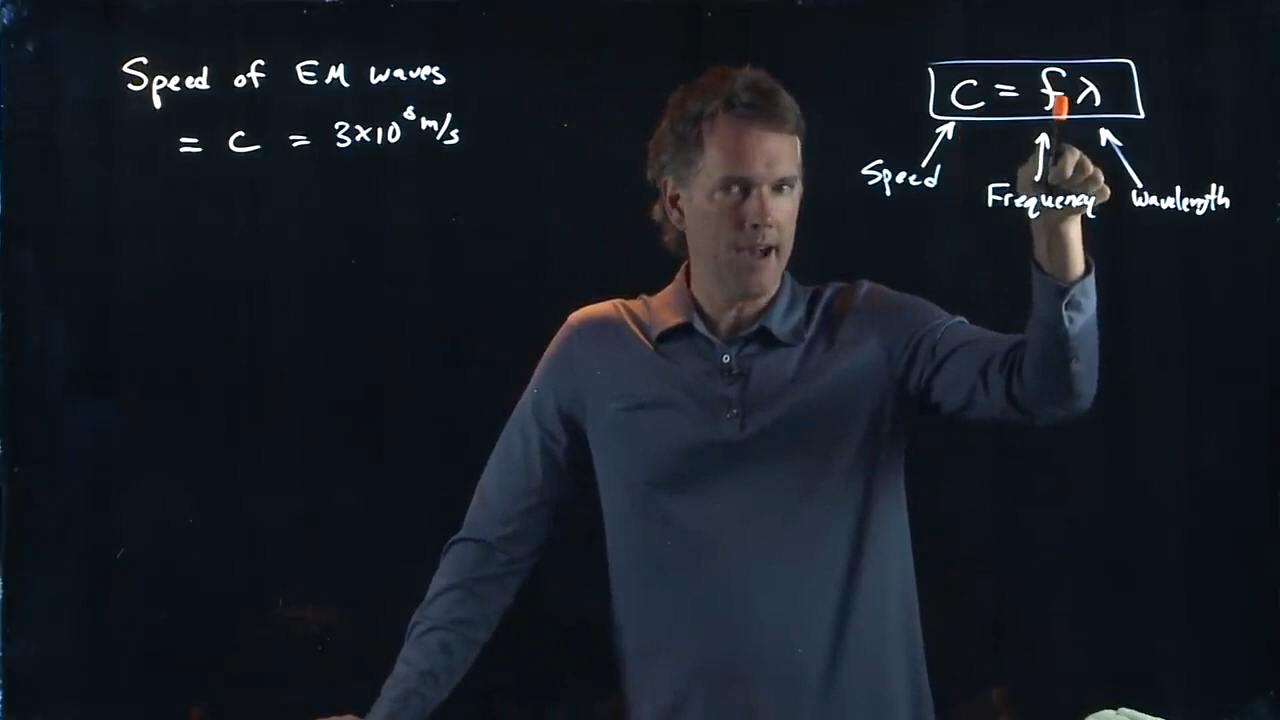 Speed of EM waves
= C = 3×10⁸ m/s
C = fλ
Speed
Frequency
Wavelength